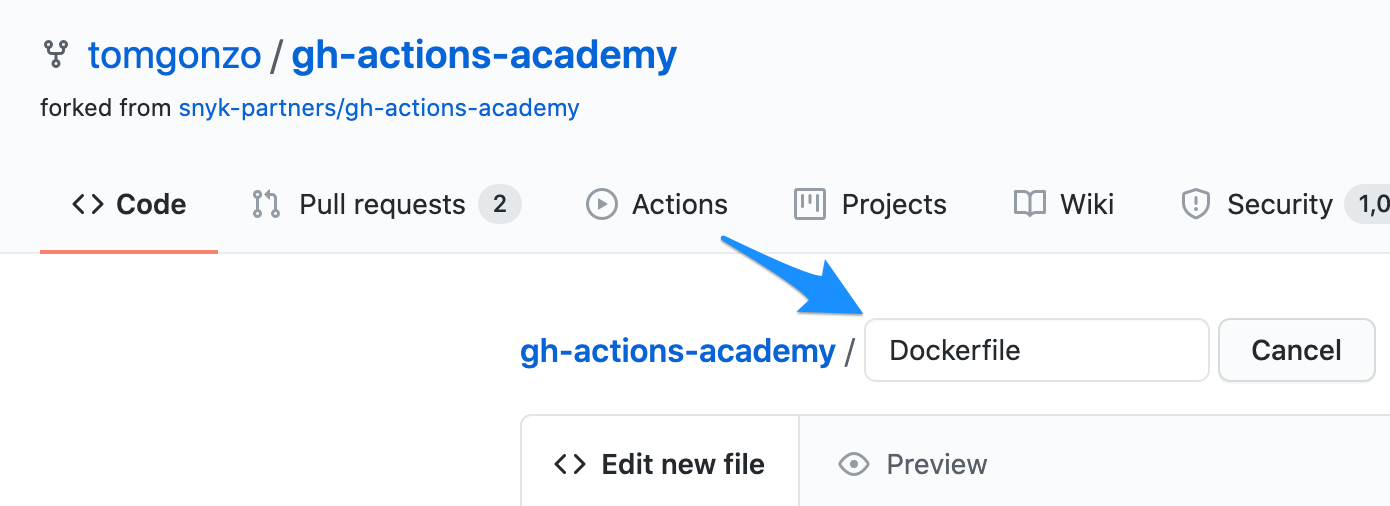 tomgonzo / gh-actions-academy
forked from snyk-partners/gh-actions-academy
<> Code Pull requests 2 Actions Projects Wiki Security 1,0
gh-actions-academy / Dockerfile Cancel
<> Edit new file Preview